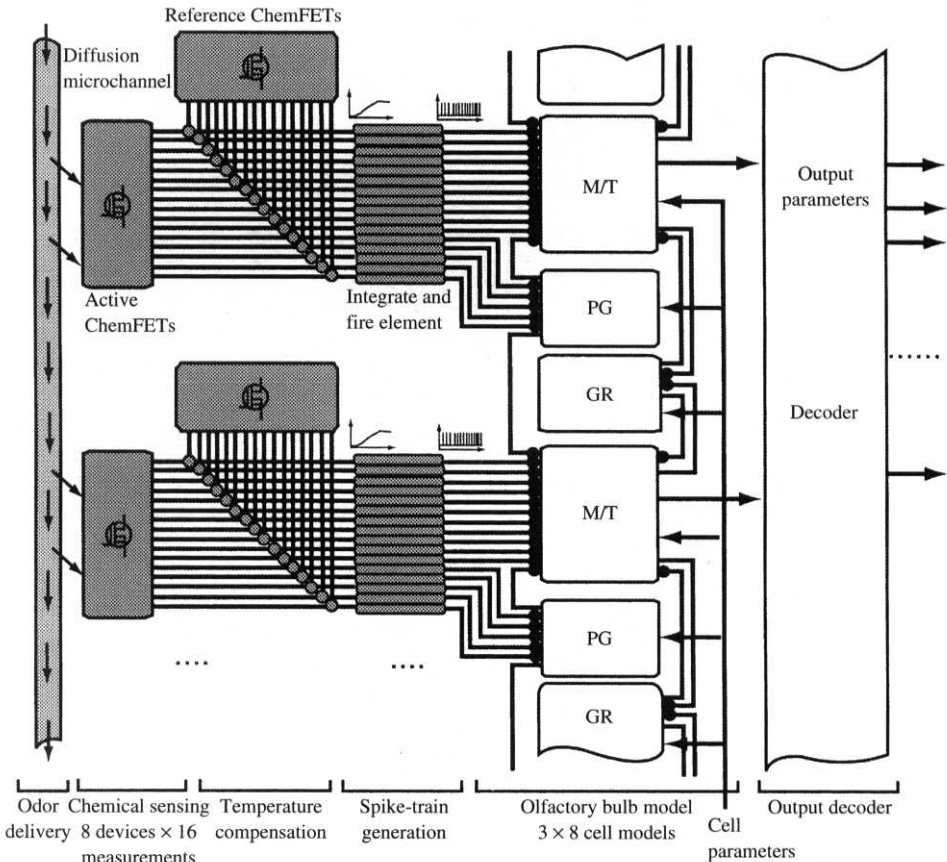 Reference ChemFETs
Diffusion
microchannel
M/T
Output
parameters
Active
ChemFETs
Integrate and
fire element
PG
GR
Decoder
M/T
PG
GR
Odor
delivery
Chemical sensing
8 devices × 16
measurements
Temperature
compensation
Spike-train
generation
Olfactory bulb model
3 × 8 cell models
Cell
parameters
Output decoder